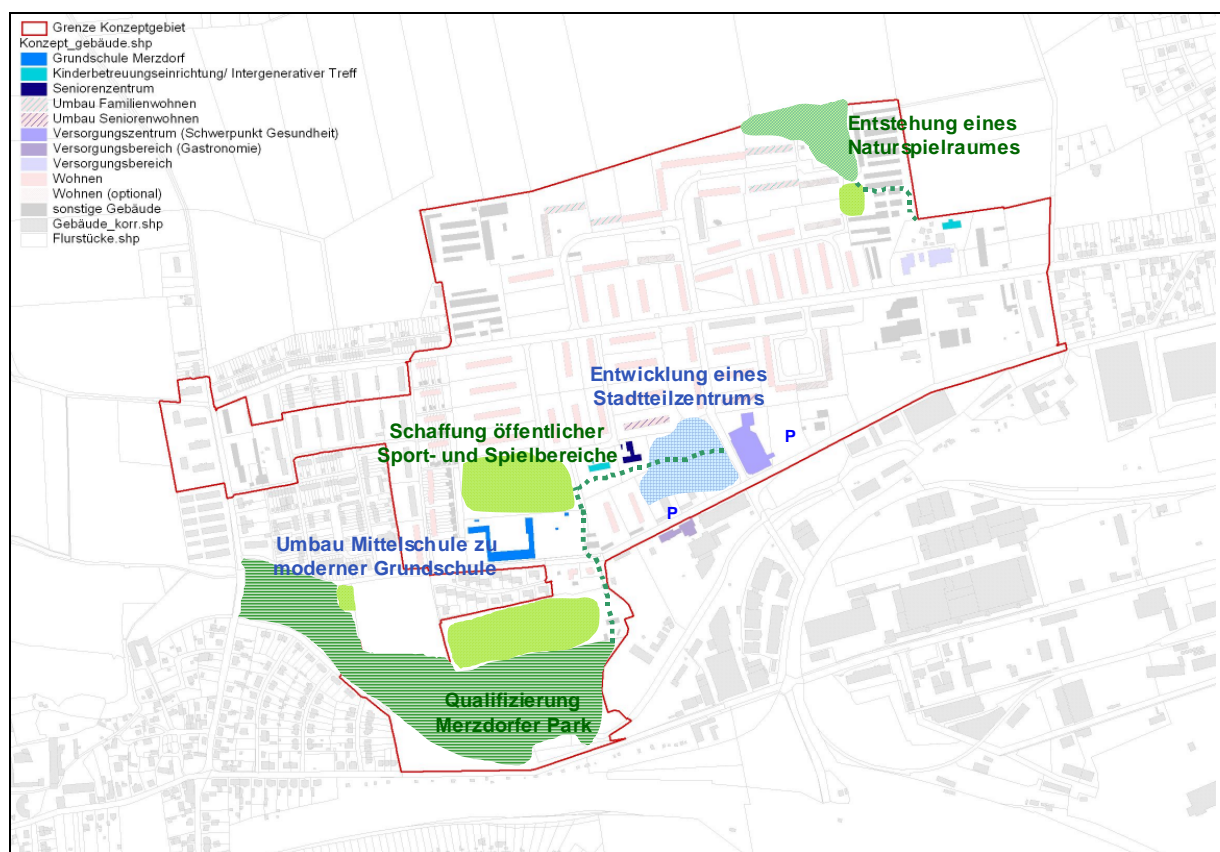 Grenze Konzeptgebiet
Konzept_gebäude.shp
Grundschule Merzdorf
Kinderbetreuungseinrichtung/ Intergenerativer Treff
Seniorenzentrum
Umbau Familienwohnen
Umbau Seniorenwohnen
Versorgungszentrum (Schwerpunkt Gesundheit)
Versorgungsbereich (Gastronomie)
Versorgungsbereich
Wohnen
Wohnen (optional)
sonstige Gebäude
Gebäude_korr.shp
Flurstücke.shp
Entstehung eines
Naturspielraumes
Entwicklung eines
Stadtteilzentrums
Schaffung öffentlicher
Sport- und Spielbereiche
P
P
Umbau Mittelschule zu
moderner Grundschule
Qualifizierung
Merzdorfer Park